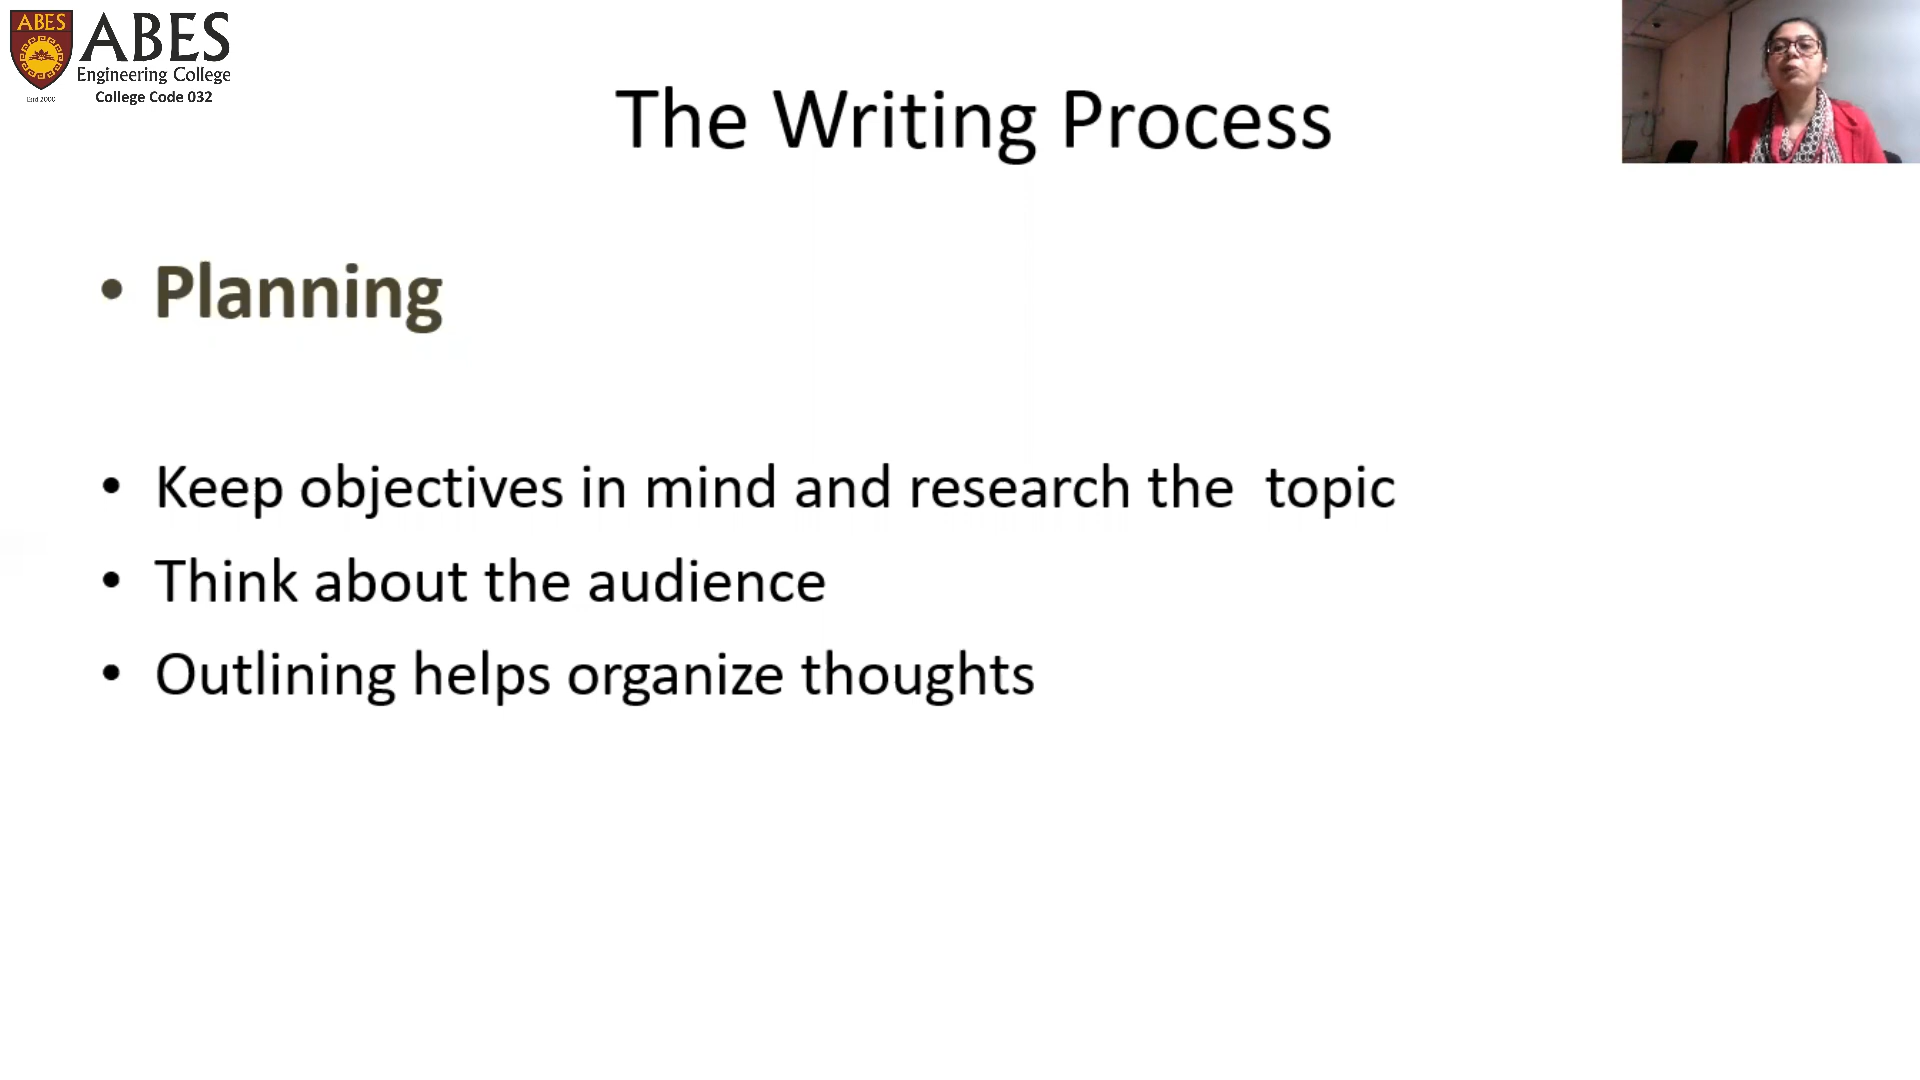 ABES
ABES
Engineering College
College Code 032
The Writing Process
• Planning
• Keep objectives in mind and research the  topic
• Think about the audience
• Outlining helps organize thoughts